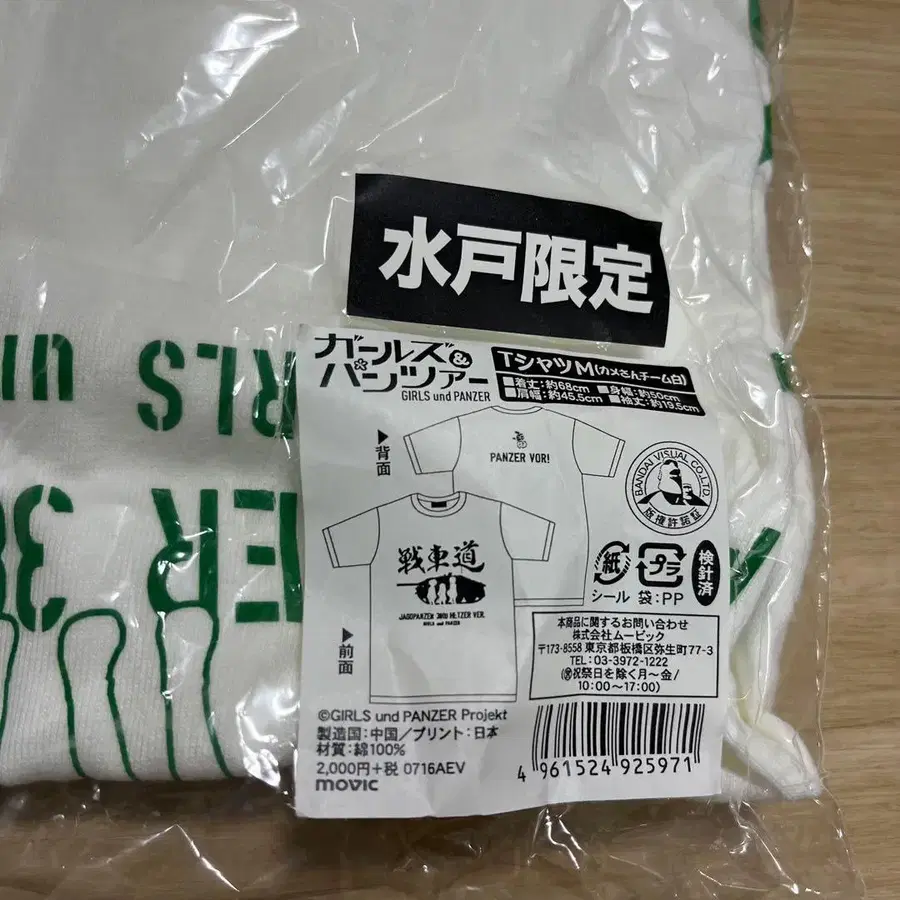 水戸限定
ガールズ&パンツァー
GIRLS und PANZER
TシャツM(カメさんチーム白)
■着丈:約68cm ■身幅:約50cm
■肩幅:約45.5cm ■袖丈:約19.5cm
▶背面
PANZER VOR!
BANDAI VISUAL CO.,LTD.
版権許諾証
戦車道
JAGDPANZER 38(t) HETZER VER.
GIRLS und PANZER
▶前面
紙
シール
プラ
袋:PP
検針済
本商品に関するお問い合わせ
株式会社ムービック
〒173-8558 東京都板橋区弥生町77-3
TEL:03-3972-1222
(祝祭日を除く月〜金/
10:00〜17:00)
©GIRLS und PANZER Projekt
製造国:中国/プリント:日本
材質:綿100%
2,000円+税 0716AEV
movic
4 961524 925971
RLS un
ER 38